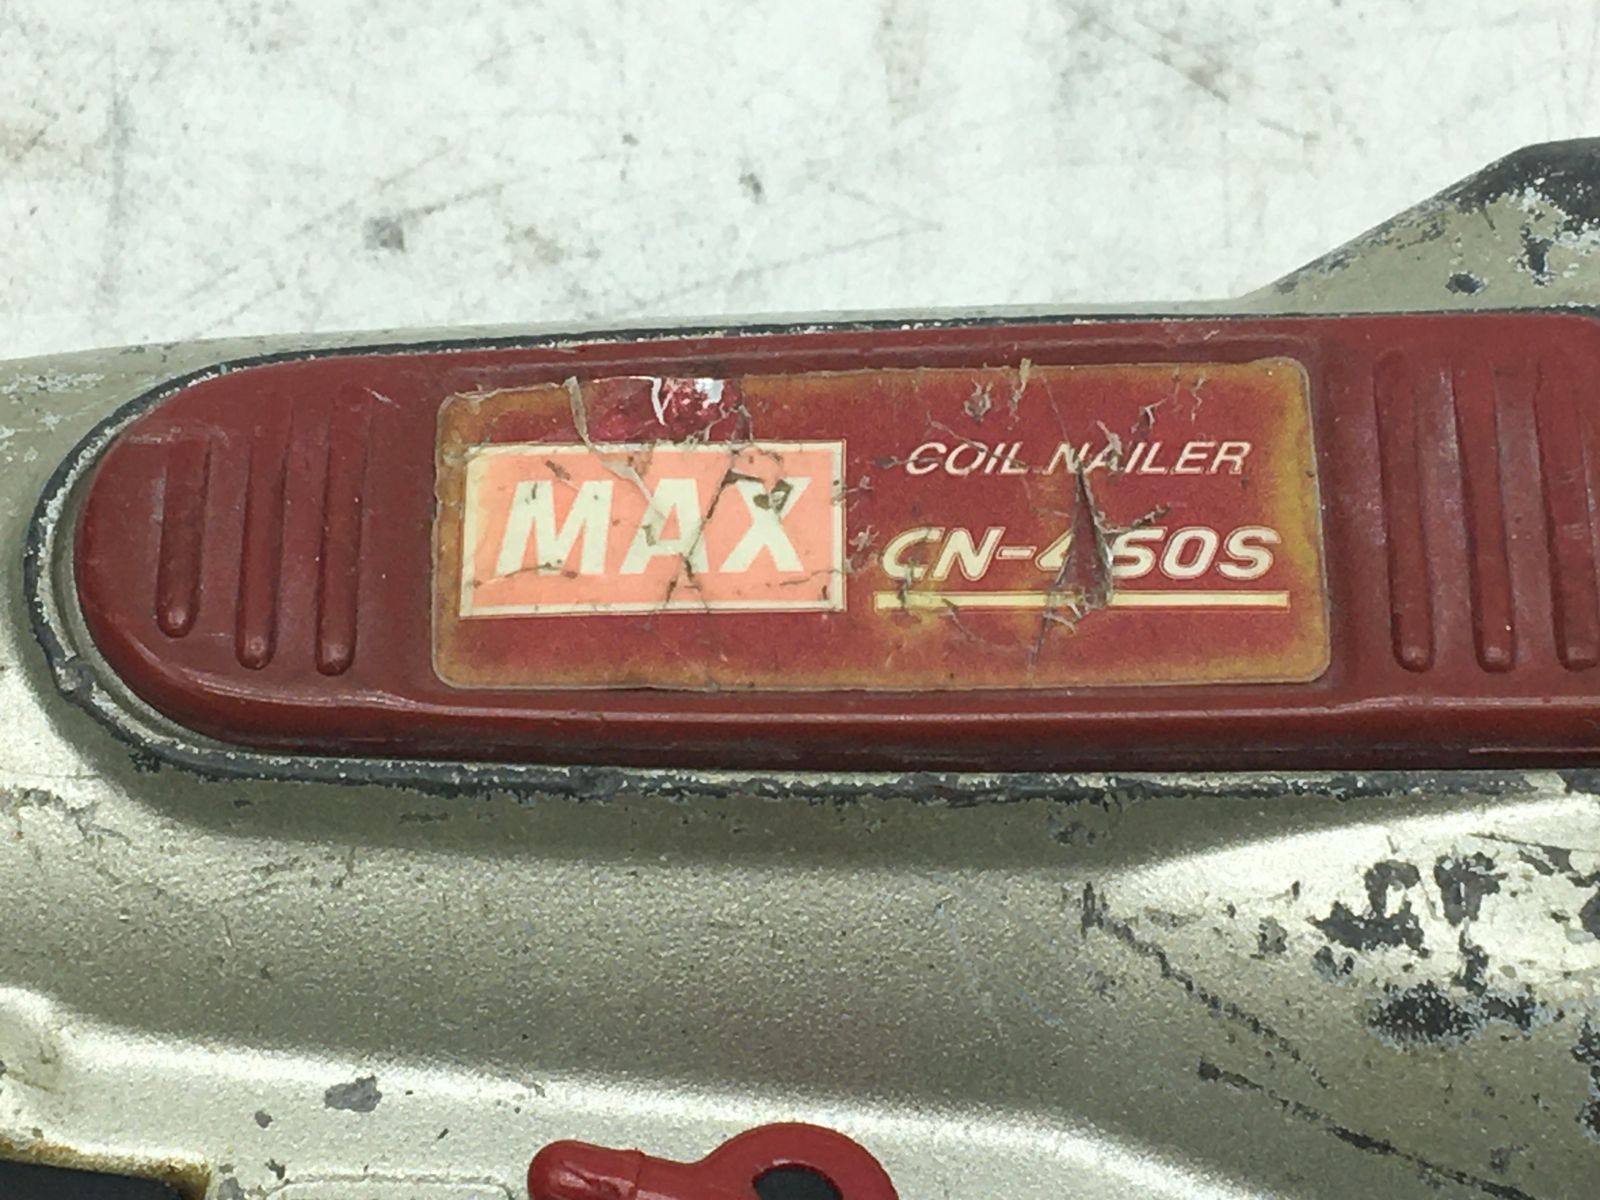 MAX
COIL NAILER
CN-450S